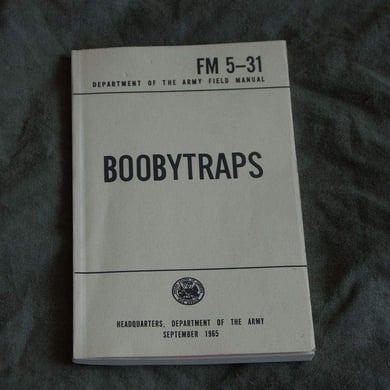 FM 5-31
DEPARTMENT OF THE ARMY FIELD MANUAL
BOOBYTRAPS
HEADQUARTERS, DEPARTMENT OF THE ARMY
SEPTEMBER 1965